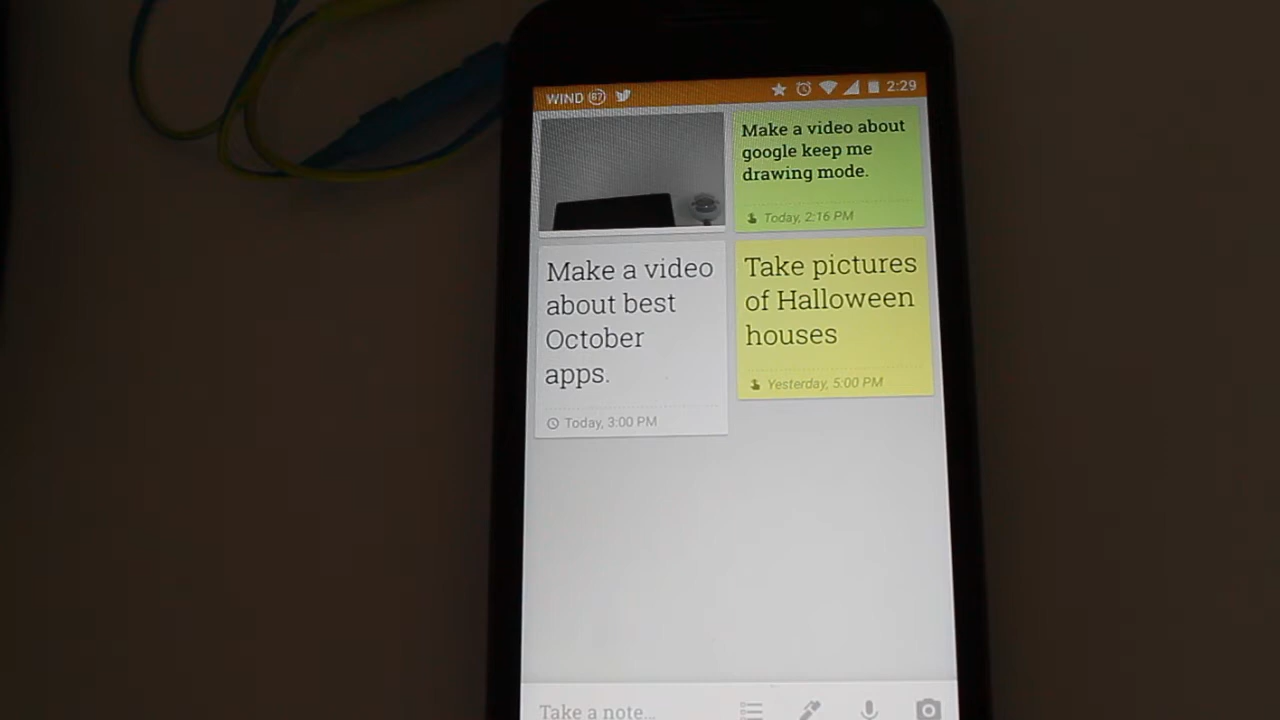 WIND 67 2:29
Make a video about
google keep me
drawing mode.
Today, 2:16 PM
Make a video
about best
October
apps.
Today, 3:00 PM
Take pictures
of Halloween
houses
Yesterday, 5:00 PM
Take a note...